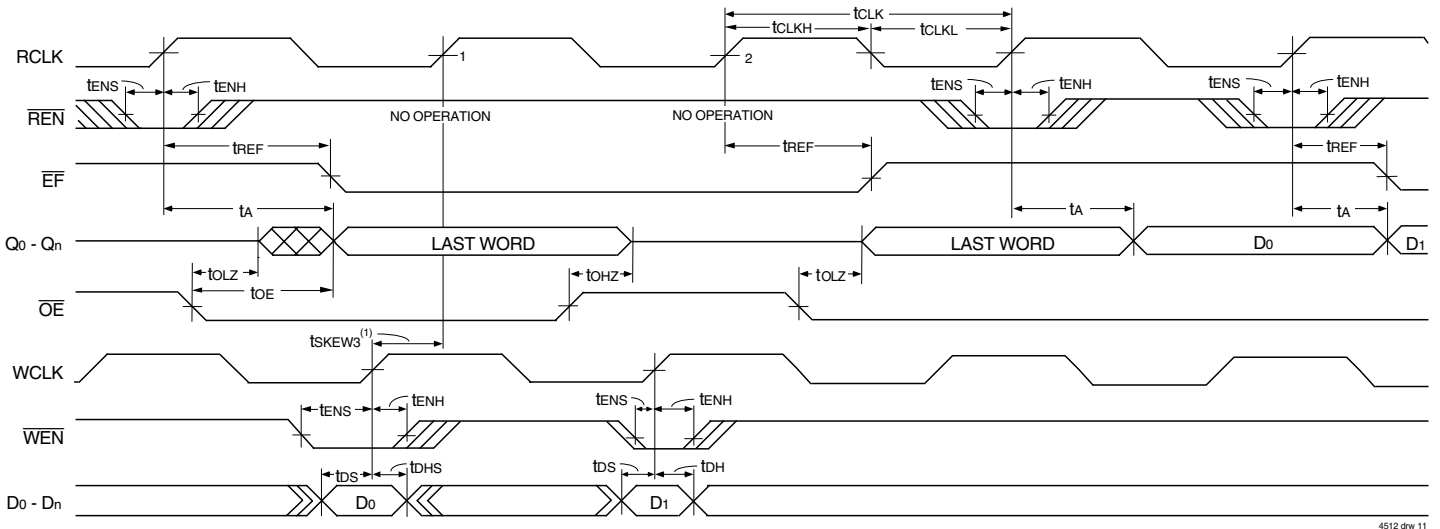 tCLK
tCLKH tCLKL
RCLK 1 2
tENS tENH tENS tENH tENS tENH
REN NO OPERATION NO OPERATION
tREF tREF tREF
EF
tA tA tA
Q0 - Qn LAST WORD LAST WORD D0 D1
tOLZ tOHZ tOLZ
tOE
OE
tSKEW3(1)
WCLK
tENS tENH tENS tENH
WEN
tDS tDHS tDS tDH
D0 - Dn D0 D1
4512 drw 11